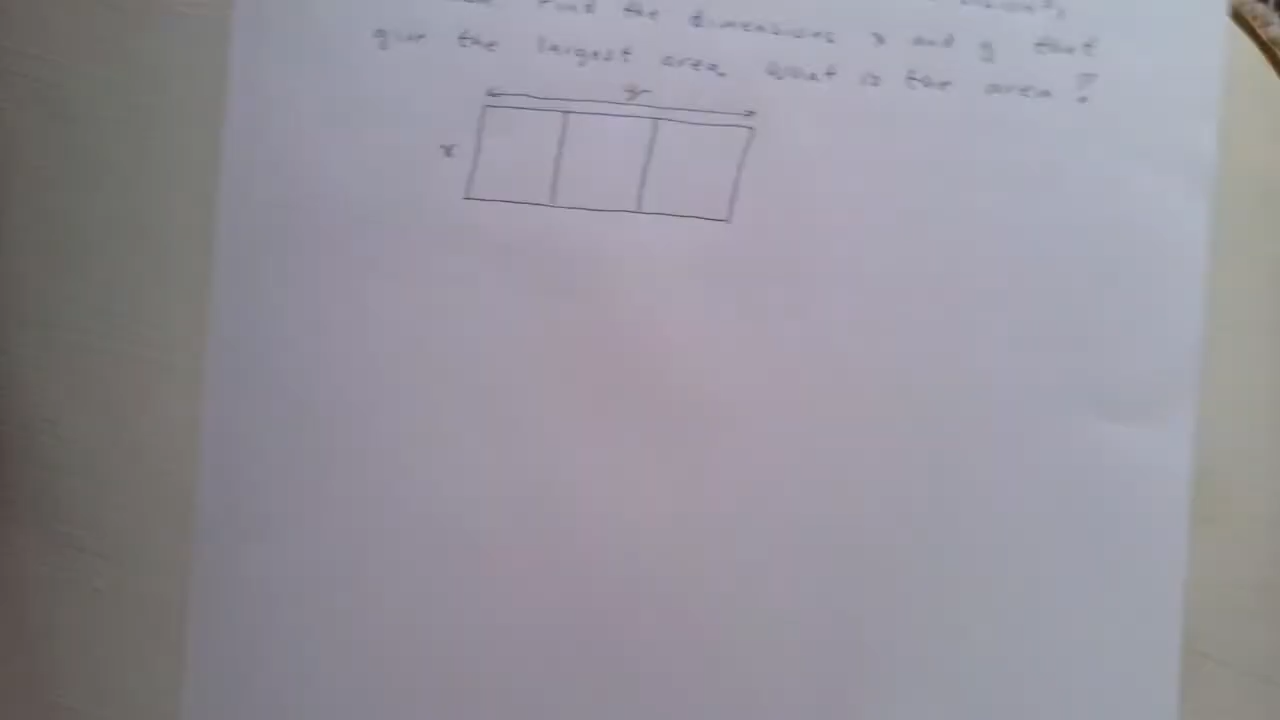 find the dimensions x and y that
give the largest area. What is the area?
y
x